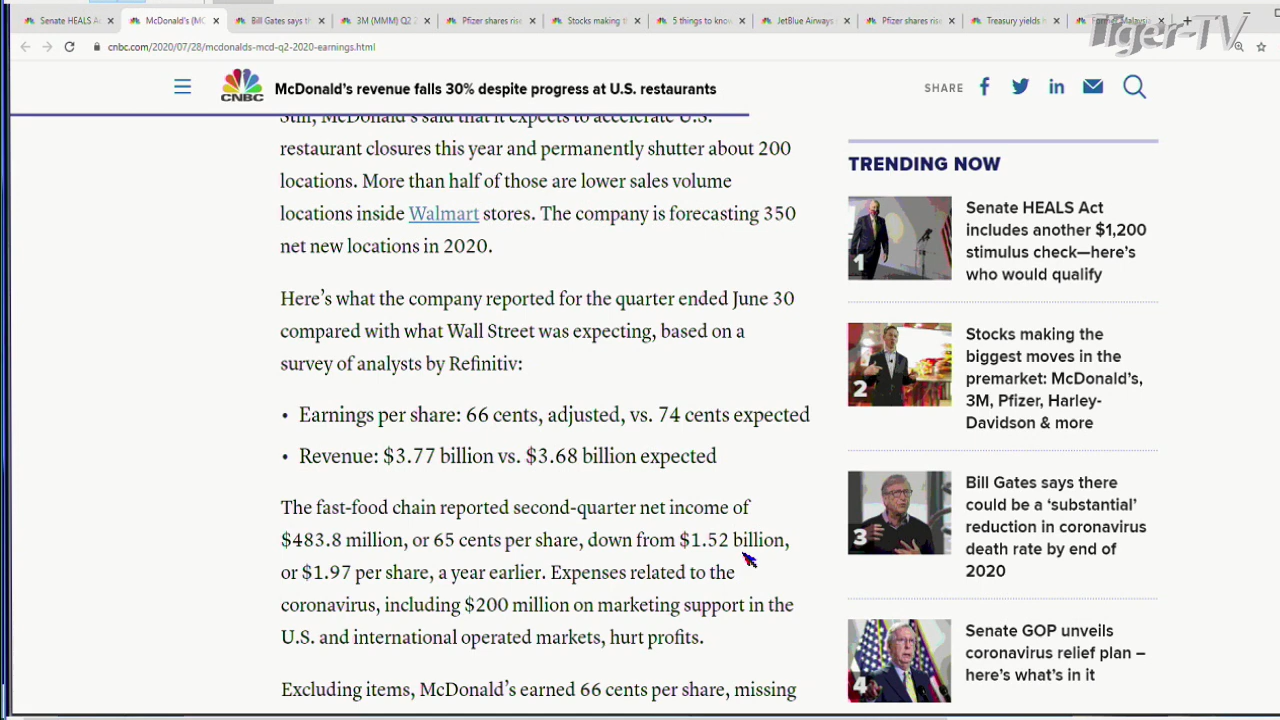 Senate HEALS Ac
McDonald's (MC
Bill Gates says th
3M (MMM) Q2 2
Pfizer shares rise
Stocks making th
5 things to know
JetBlue Airways
Pfizer shares rise
Treasury yields h
Former Malaysia
Tiger-TV
cnbc.com/2020/07/28/mcdonalds-mcd-q2-2020-earnings.html
CNBC
McDonald's revenue falls 30% despite progress at U.S. restaurants
SHARE
Still, McDonald's said that it expects to accelerate U.S.
restaurant closures this year and permanently shutter about 200
locations. More than half of those are lower sales volume
locations inside Walmart stores. The company is forecasting 350
net new locations in 2020.
Here's what the company reported for the quarter ended June 30
compared with what Wall Street was expecting, based on a
survey of analysts by Refinitiv:
• Earnings per share: 66 cents, adjusted, vs. 74 cents expected
• Revenue: $3.77 billion vs. $3.68 billion expected
The fast-food chain reported second-quarter net income of
$483.8 million, or 65 cents per share, down from $1.52 billion,
or $1.97 per share, a year earlier. Expenses related to the
coronavirus, including $200 million on marketing support in the
U.S. and international operated markets, hurt profits.
Excluding items, McDonald's earned 66 cents per share, missing
TRENDING NOW
1
Senate HEALS Act
includes another $1,200
stimulus check—here's
who would qualify
2
Stocks making the
biggest moves in the
premarket: McDonald's,
3M, Pfizer, Harley-
Davidson & more
3
Bill Gates says there
could be a 'substantial'
reduction in coronavirus
death rate by end of
2020
4
Senate GOP unveils
coronavirus relief plan –
here's what's in it